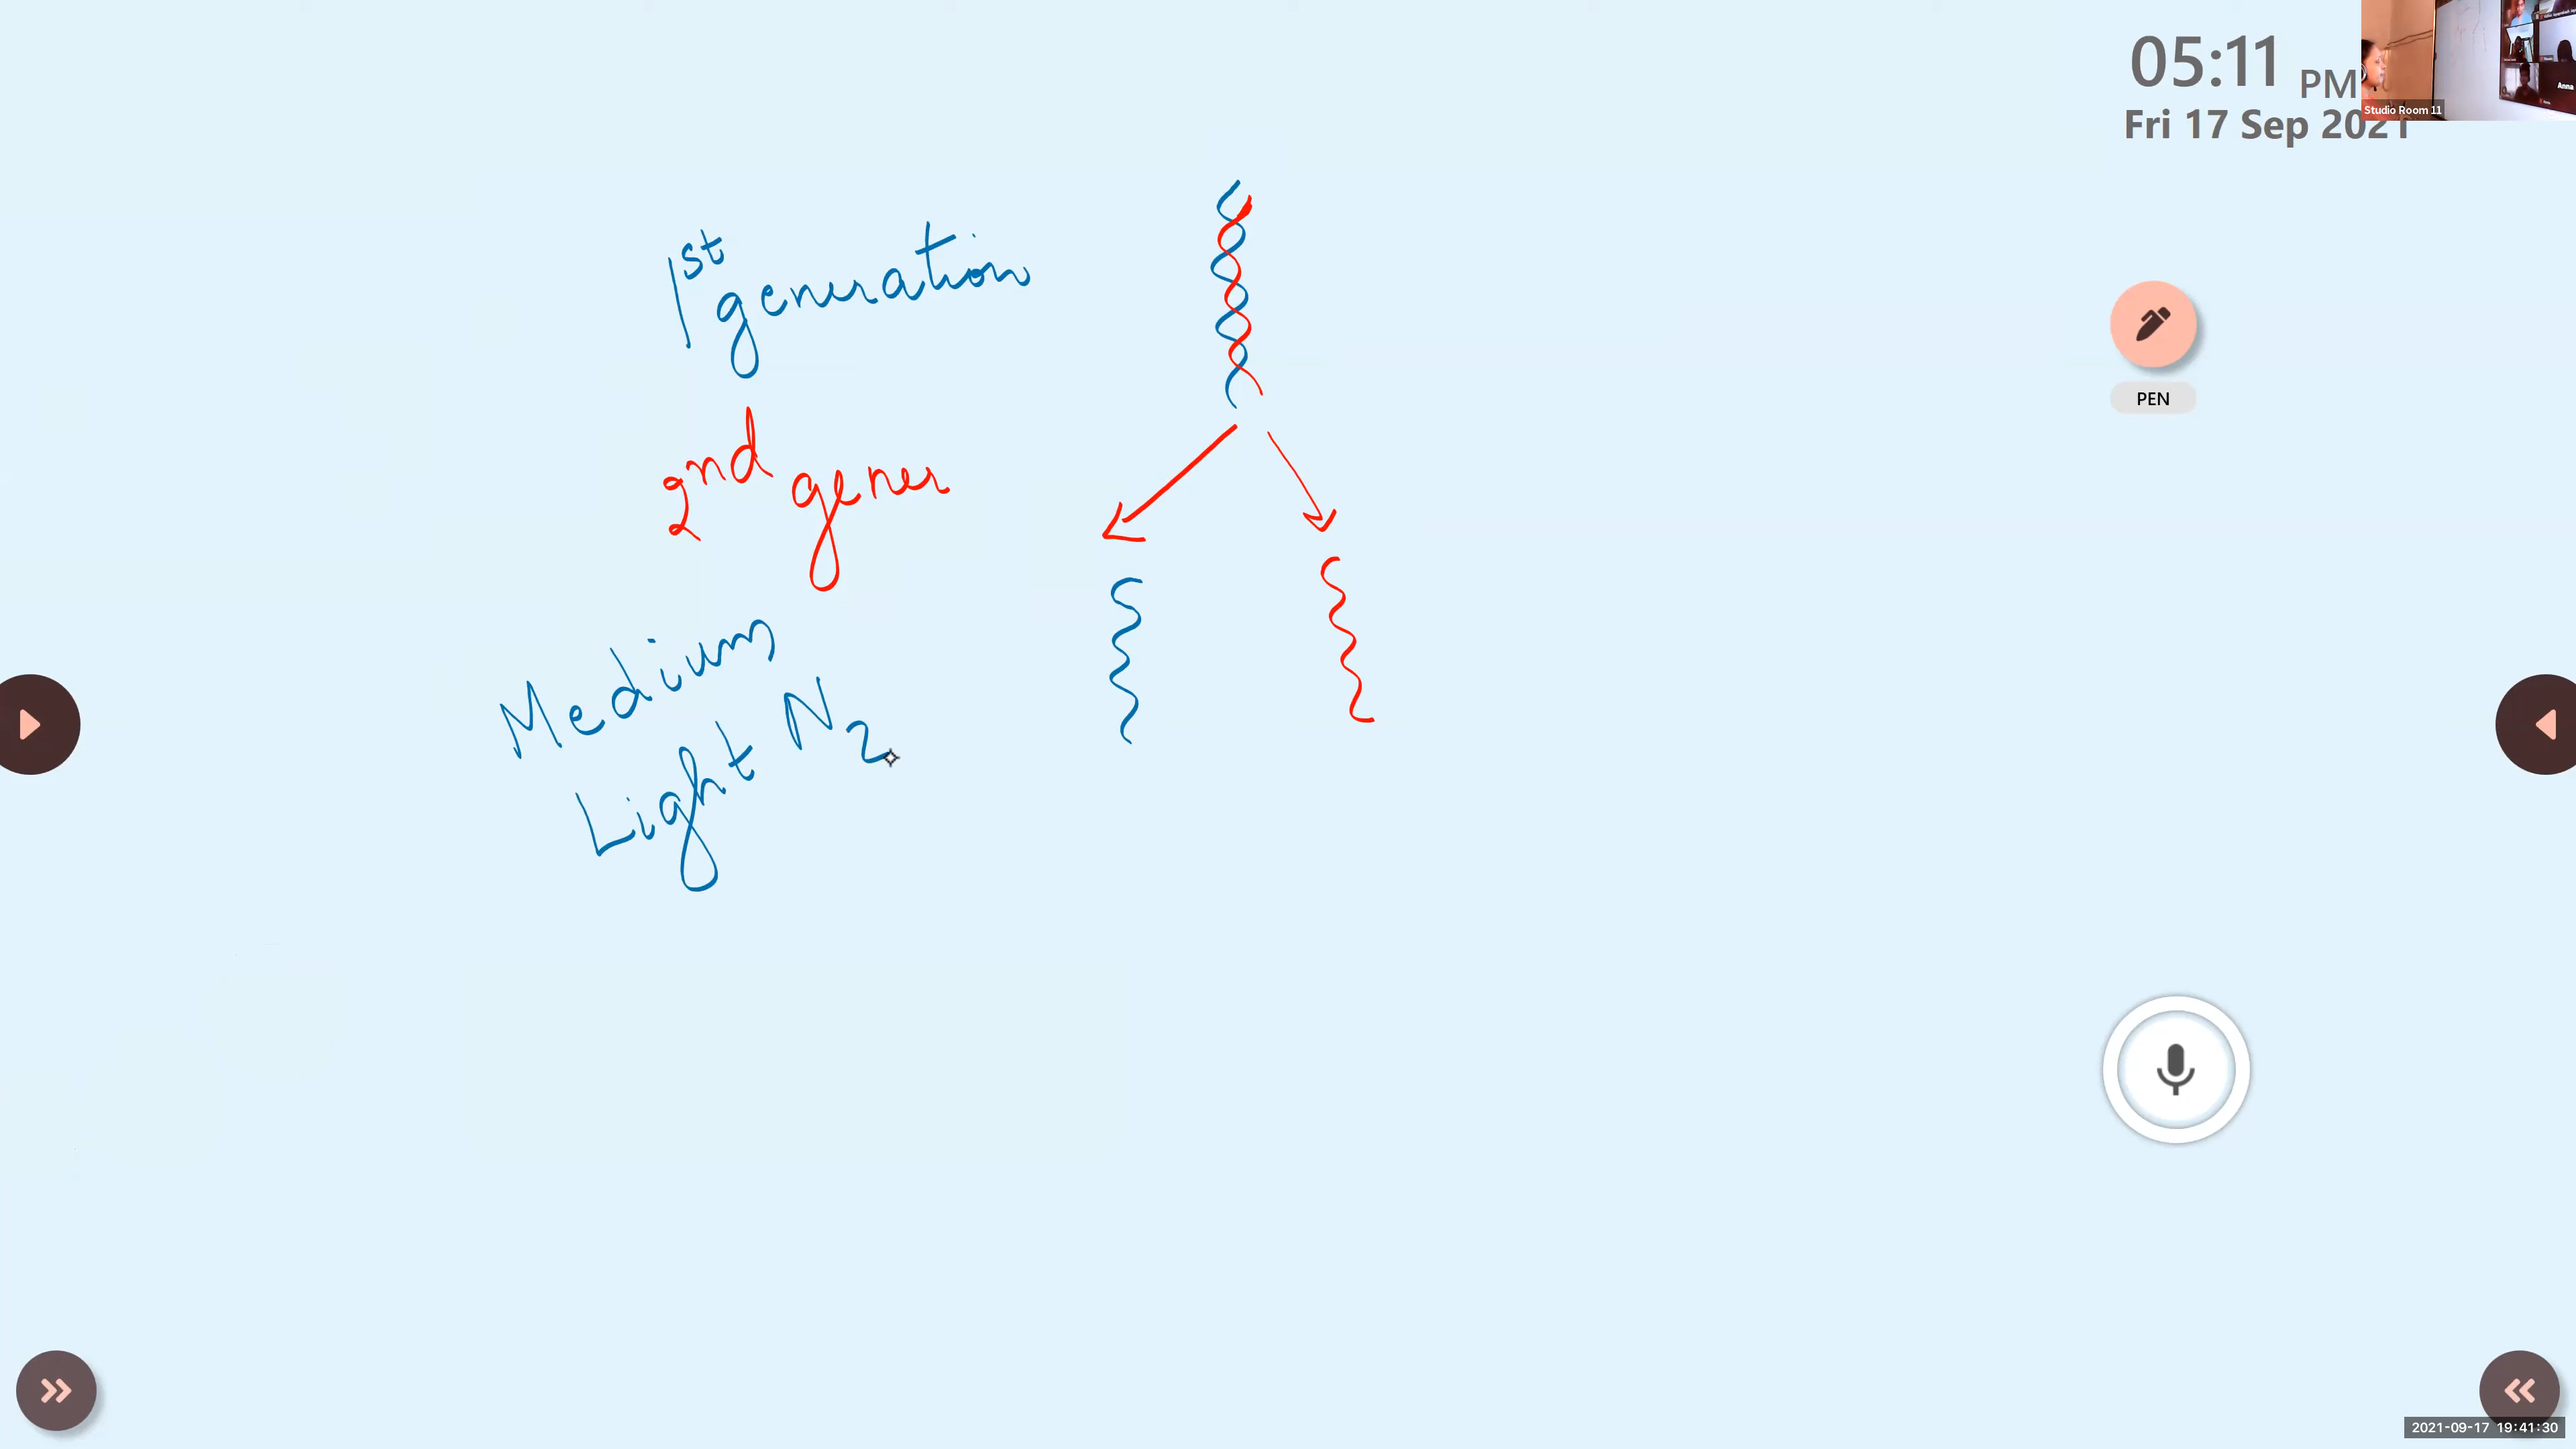 05:11 PM
Fri 17 Sep 2021
Studio Room 11
Anna
1st generation
2nd gener
Medium
Light N2
PEN
2021-09-17 19:41:30